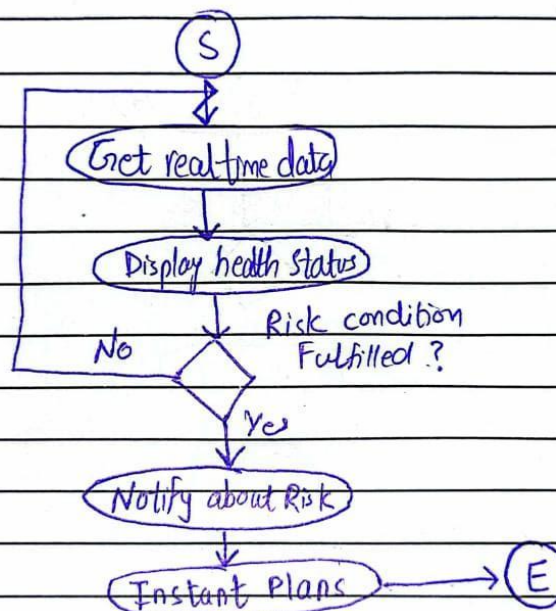 S
Get realtime data
Display health Status
Risk condition
Fulfilled ?
No
Yes
Notify about Risk
Instant Plans
E